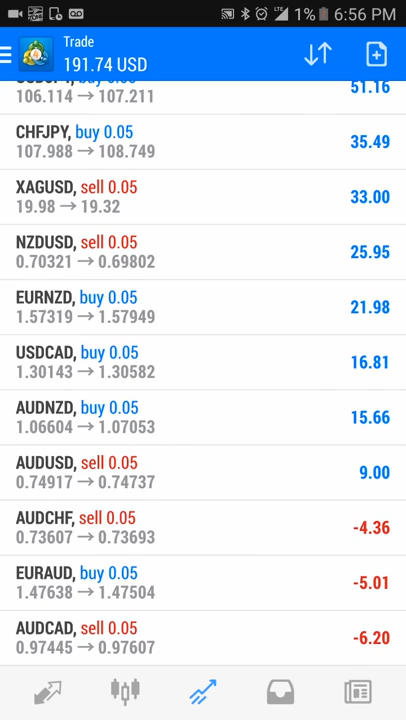 LTE 1% 6:56 PM
Trade
191.74 USD
106.114 → 107.211
51.16
CHFJPY, buy 0.05
107.988 → 108.749
35.49
XAGUSD, sell 0.05
19.98 → 19.32
33.00
NZDUSD, sell 0.05
0.70321 → 0.69802
25.95
EURNZD, buy 0.05
1.57319 → 1.57949
21.98
USDCAD, buy 0.05
1.30143 → 1.30582
16.81
AUDNZD, buy 0.05
1.06604 → 1.07053
15.66
AUDUSD, sell 0.05
0.74917 → 0.74737
9.00
AUDCHF, sell 0.05
0.73607 → 0.73693
-4.36
EURAUD, buy 0.05
1.47638 → 1.47504
-5.01
AUDCAD, sell 0.05
0.97445 → 0.97607
-6.20